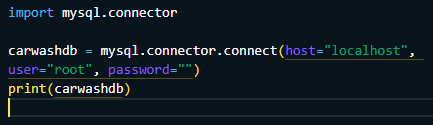 import mysql.connector
carwashdb = mysql.connector.connect(host="localhost",
user="root", password="")
print(carwashdb)